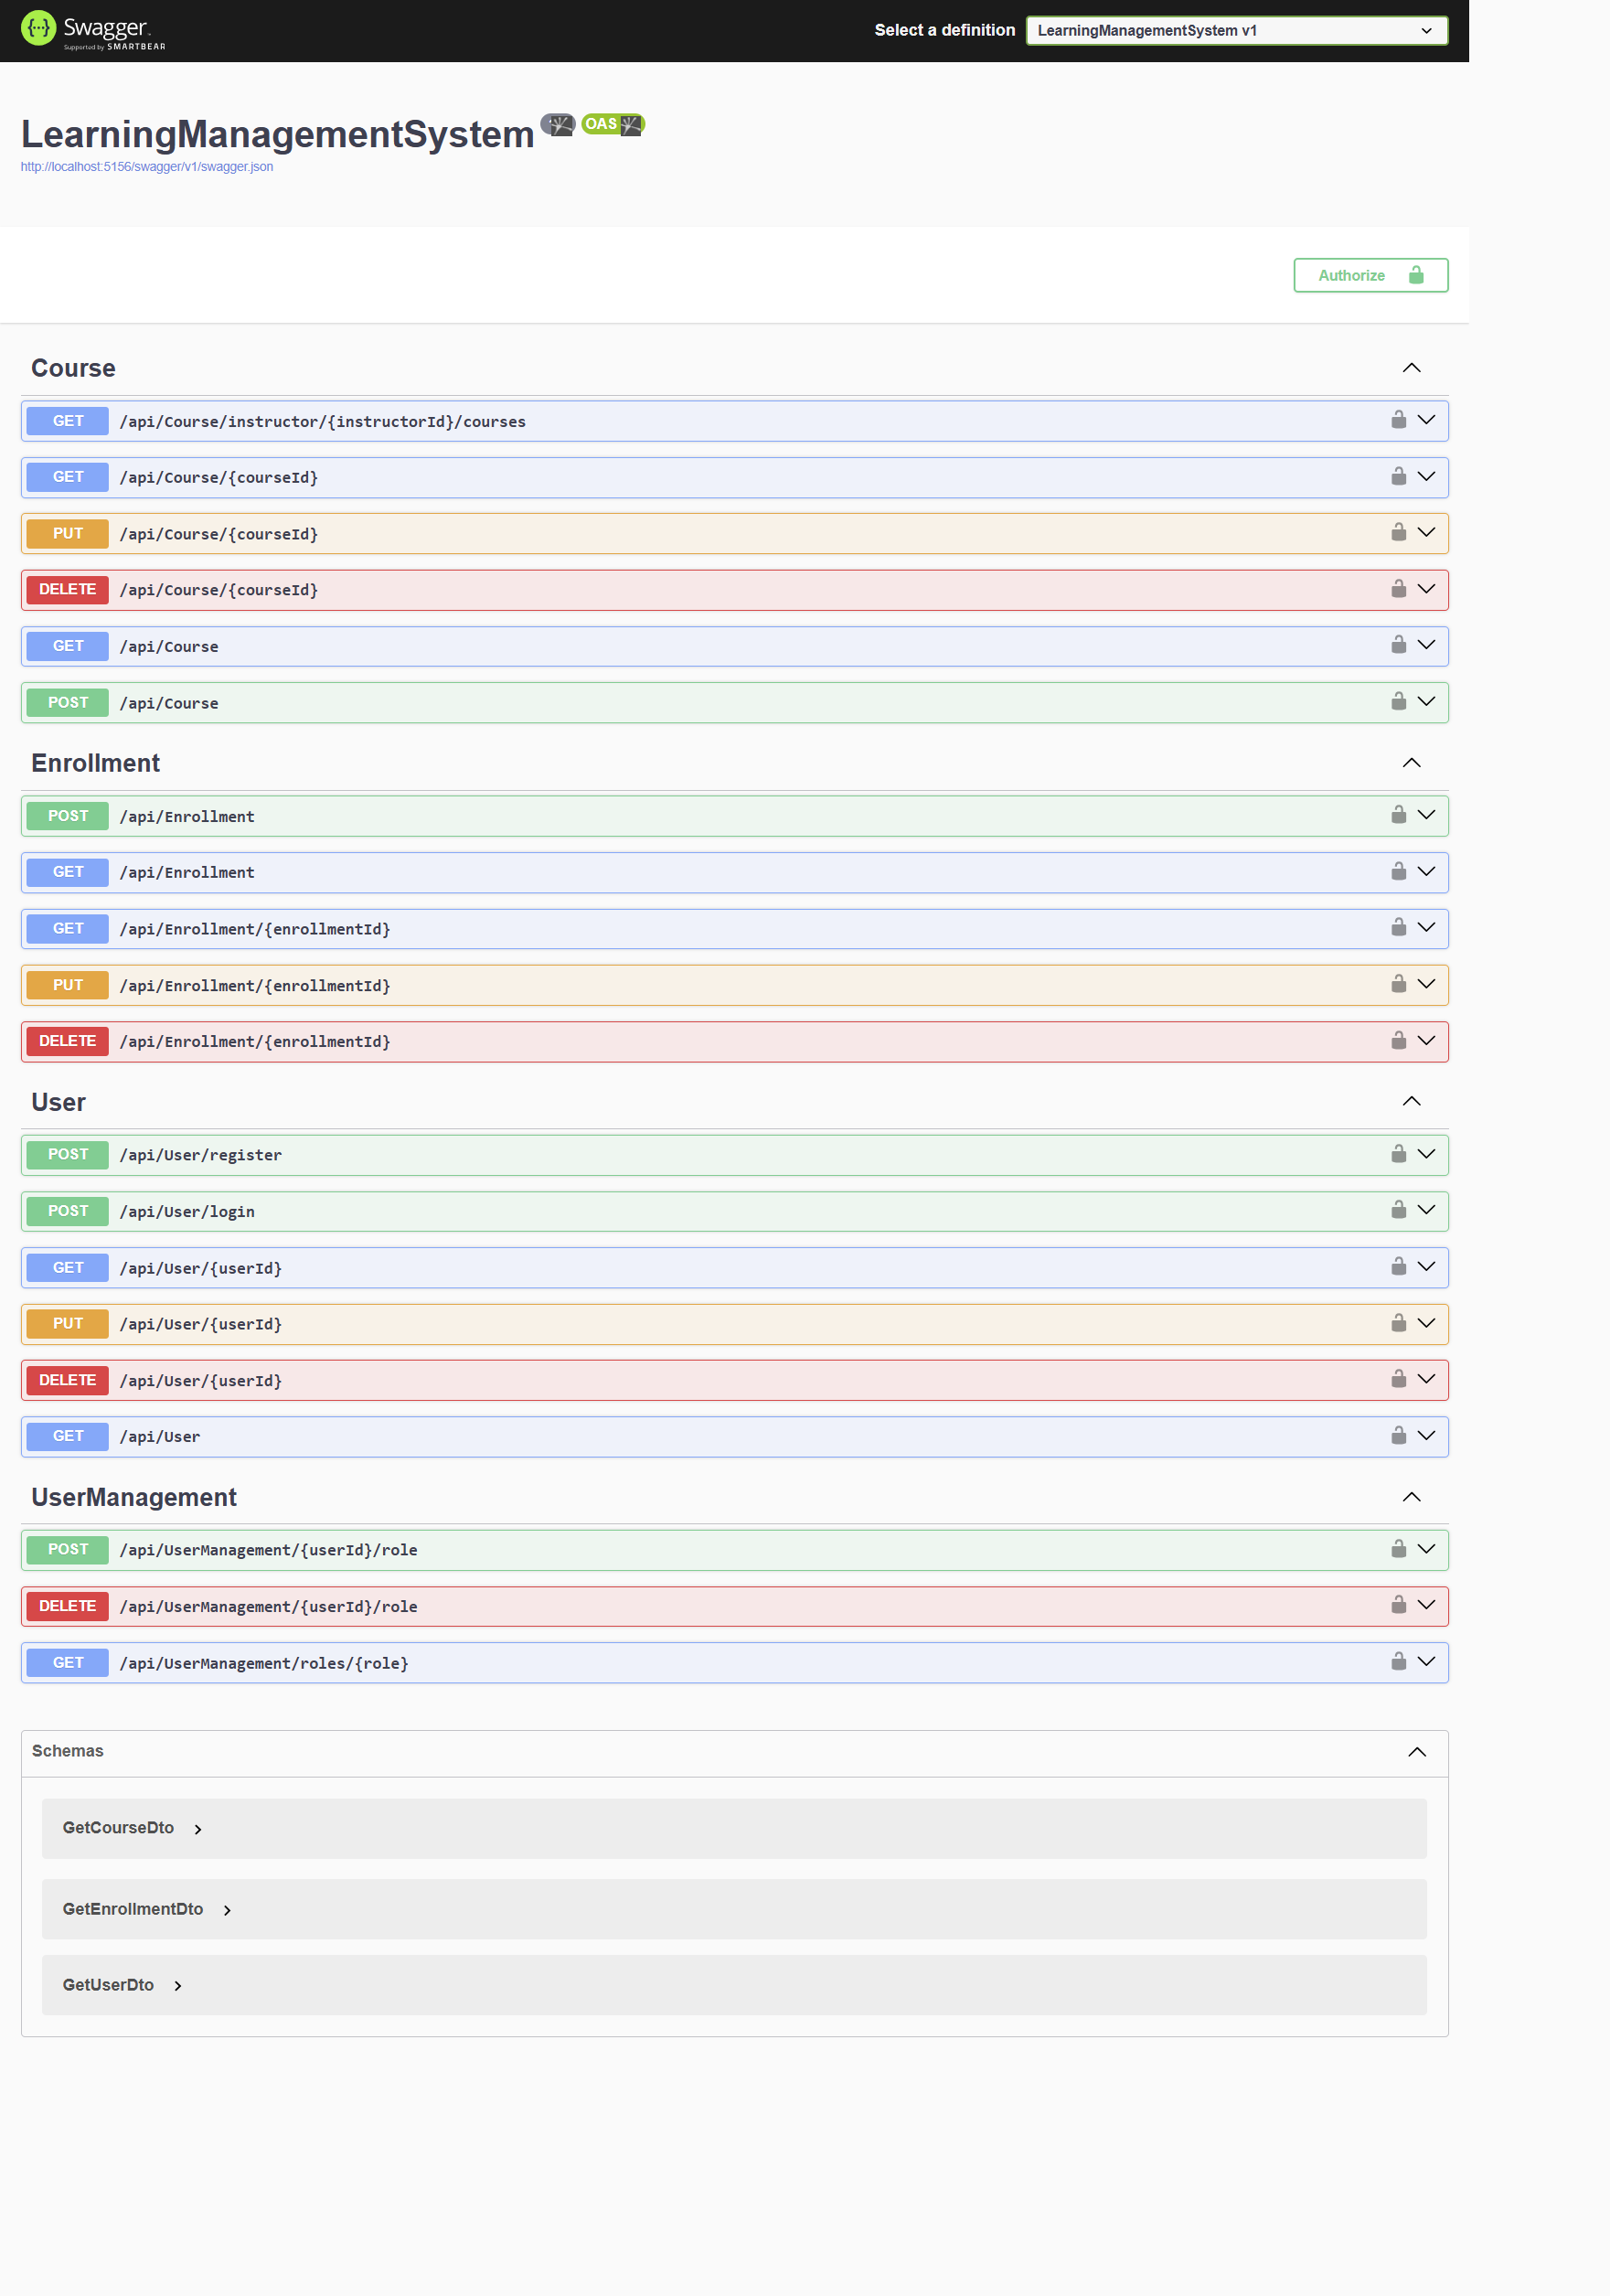 Swagger
Supported by SMARTBEAR
Select a definition
LearningManagementSystem v1
LearningManagementSystem
OAS
http://localhost:5156/swagger/v1/swagger.json
Authorize
Course
GET /api/Course/instructor/{instructorId}/courses
GET /api/Course/{courseId}
PUT /api/Course/{courseId}
DELETE /api/Course/{courseId}
GET /api/Course
POST /api/Course
Enrollment
POST /api/Enrollment
GET /api/Enrollment
GET /api/Enrollment/{enrollmentId}
PUT /api/Enrollment/{enrollmentId}
DELETE /api/Enrollment/{enrollmentId}
User
POST /api/User/register
POST /api/User/login
GET /api/User/{userId}
PUT /api/User/{userId}
DELETE /api/User/{userId}
GET /api/User
UserManagement
POST /api/UserManagement/{userId}/role
DELETE /api/UserManagement/{userId}/role
GET /api/UserManagement/roles/{role}
Schemas
GetCourseDto
GetEnrollmentDto
GetUserDto